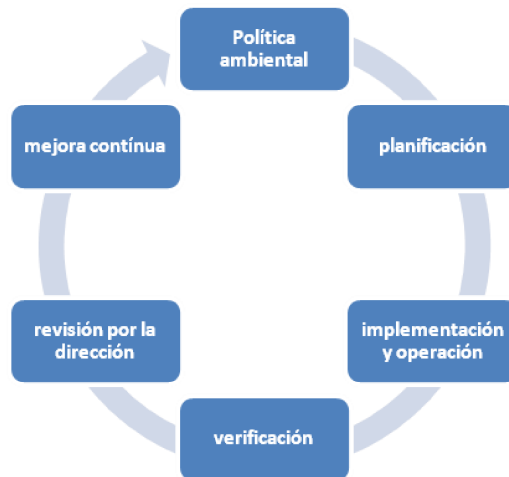 Política
ambiental
planificación
implementación
y operación
verificación
revisión por la
dirección
mejora contínua